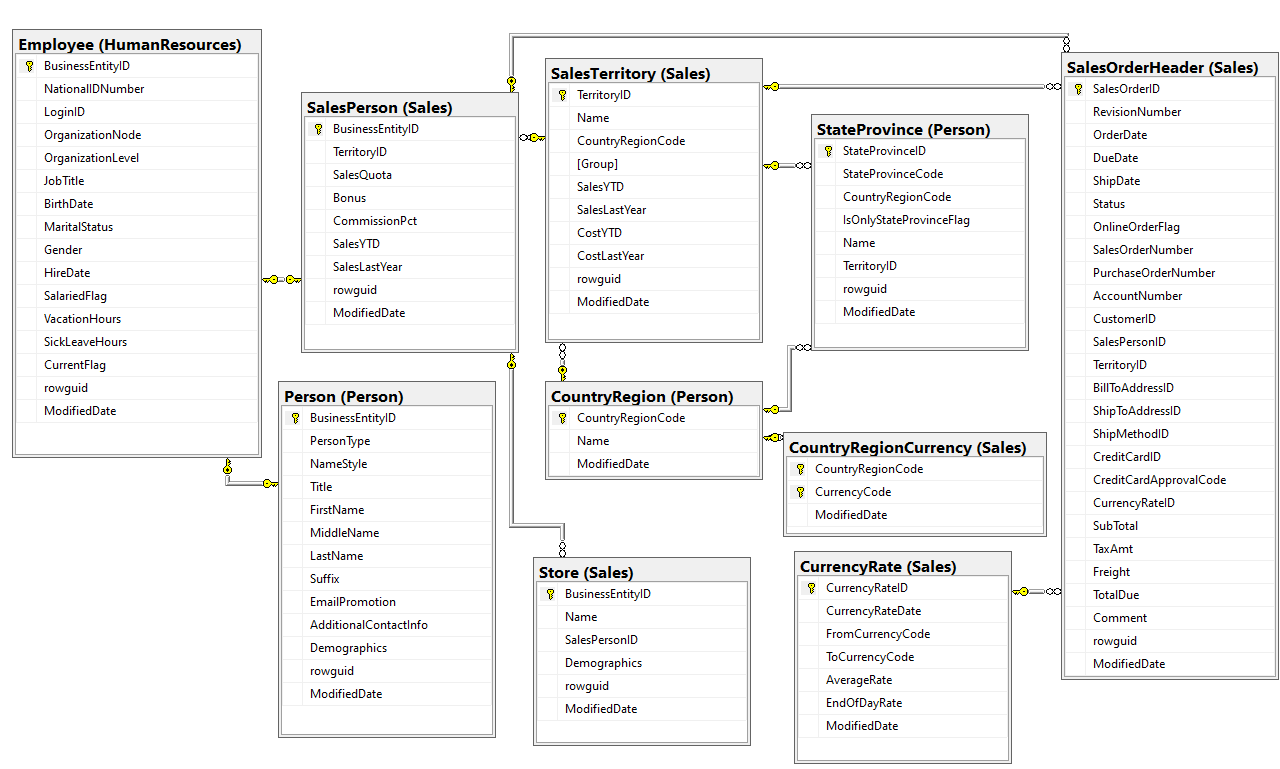 Employee (HumanResources)
BusinessEntityID
NationalIDNumber
LoginID
OrganizationNode
OrganizationLevel
JobTitle
BirthDate
MaritalStatus
Gender
HireDate
SalariedFlag
VacationHours
SickLeaveHours
CurrentFlag
rowguid
ModifiedDate
SalesPerson (Sales)
BusinessEntityID
TerritoryID
SalesQuota
Bonus
CommissionPct
SalesYTD
SalesLastYear
rowguid
ModifiedDate
Person (Person)
BusinessEntityID
PersonType
NameStyle
Title
FirstName
MiddleName
LastName
Suffix
EmailPromotion
AdditionalContactInfo
Demographics
rowguid
ModifiedDate
SalesTerritory (Sales)
TerritoryID
Name
CountryRegionCode
[Group]
SalesYTD
SalesLastYear
CostYTD
CostLastYear
rowguid
ModifiedDate
CountryRegion (Person)
CountryRegionCode
Name
ModifiedDate
Store (Sales)
BusinessEntityID
Name
SalesPersonID
Demographics
rowguid
ModifiedDate
StateProvince (Person)
StateProvinceID
StateProvinceCode
CountryRegionCode
IsOnlyStateProvinceFlag
Name
TerritoryID
rowguid
ModifiedDate
CountryRegionCurrency (Sales)
CountryRegionCode
CurrencyCode
ModifiedDate
CurrencyRate (Sales)
CurrencyRateID
CurrencyRateDate
FromCurrencyCode
ToCurrencyCode
AverageRate
EndOfDayRate
ModifiedDate
SalesOrderHeader (Sales)
SalesOrderID
RevisionNumber
OrderDate
DueDate
ShipDate
Status
OnlineOrderFlag
SalesOrderNumber
PurchaseOrderNumber
AccountNumber
CustomerID
SalesPersonID
TerritoryID
BillToAddressID
ShipToAddressID
ShipMethodID
CreditCardID
CreditCardApprovalCode
CurrencyRateID
SubTotal
TaxAmt
Freight
TotalDue
Comment
rowguid
ModifiedDate